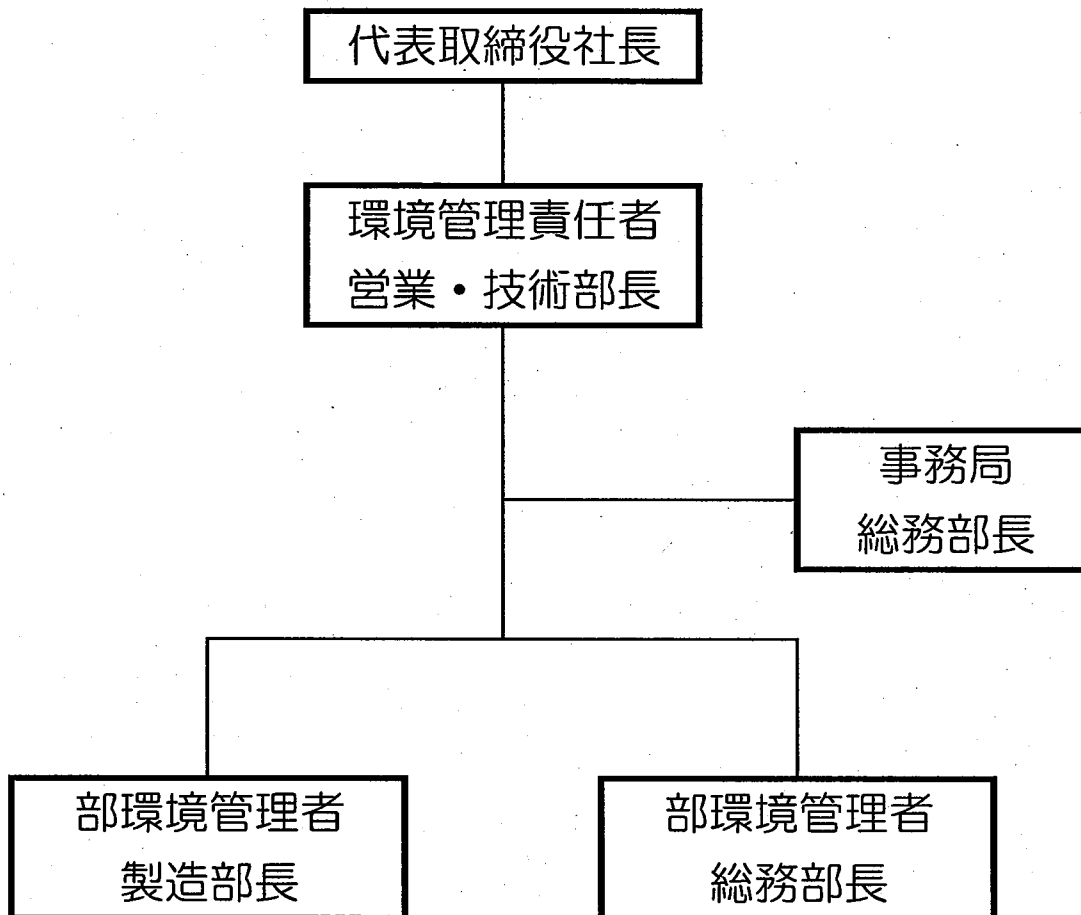 代表取締役社長
環境管理責任者
営業・技術部長
事務局
総務部長
部環境管理者
製造部長
部環境管理者
総務部長